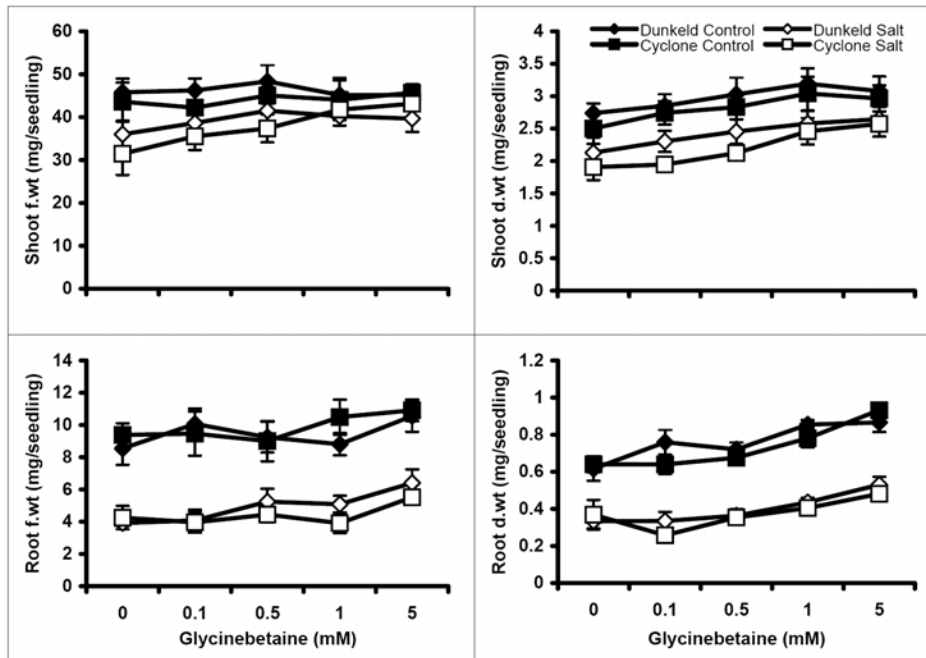 Shoot f.wt (mg/seedling)
60
50
40
30
20
10
0
Shoot d.wt (mg/seedling)
4
3.5
3
2.5
2
1.5
1
0.5
0
Dunkeld Control
Dunkeld Salt
Cyclone Control
Cyclone Salt
Root f.wt (mg/seedling)
14
12
10
8
6
4
2
0
0 0.1 0.5 1 5
Glycinebetaine (mM)
Root d.wt (mg/seedling)
1.2
1
0.8
0.6
0.4
0.2
0
0 0.1 0.5 1 5
Glycinebetaine (mM)